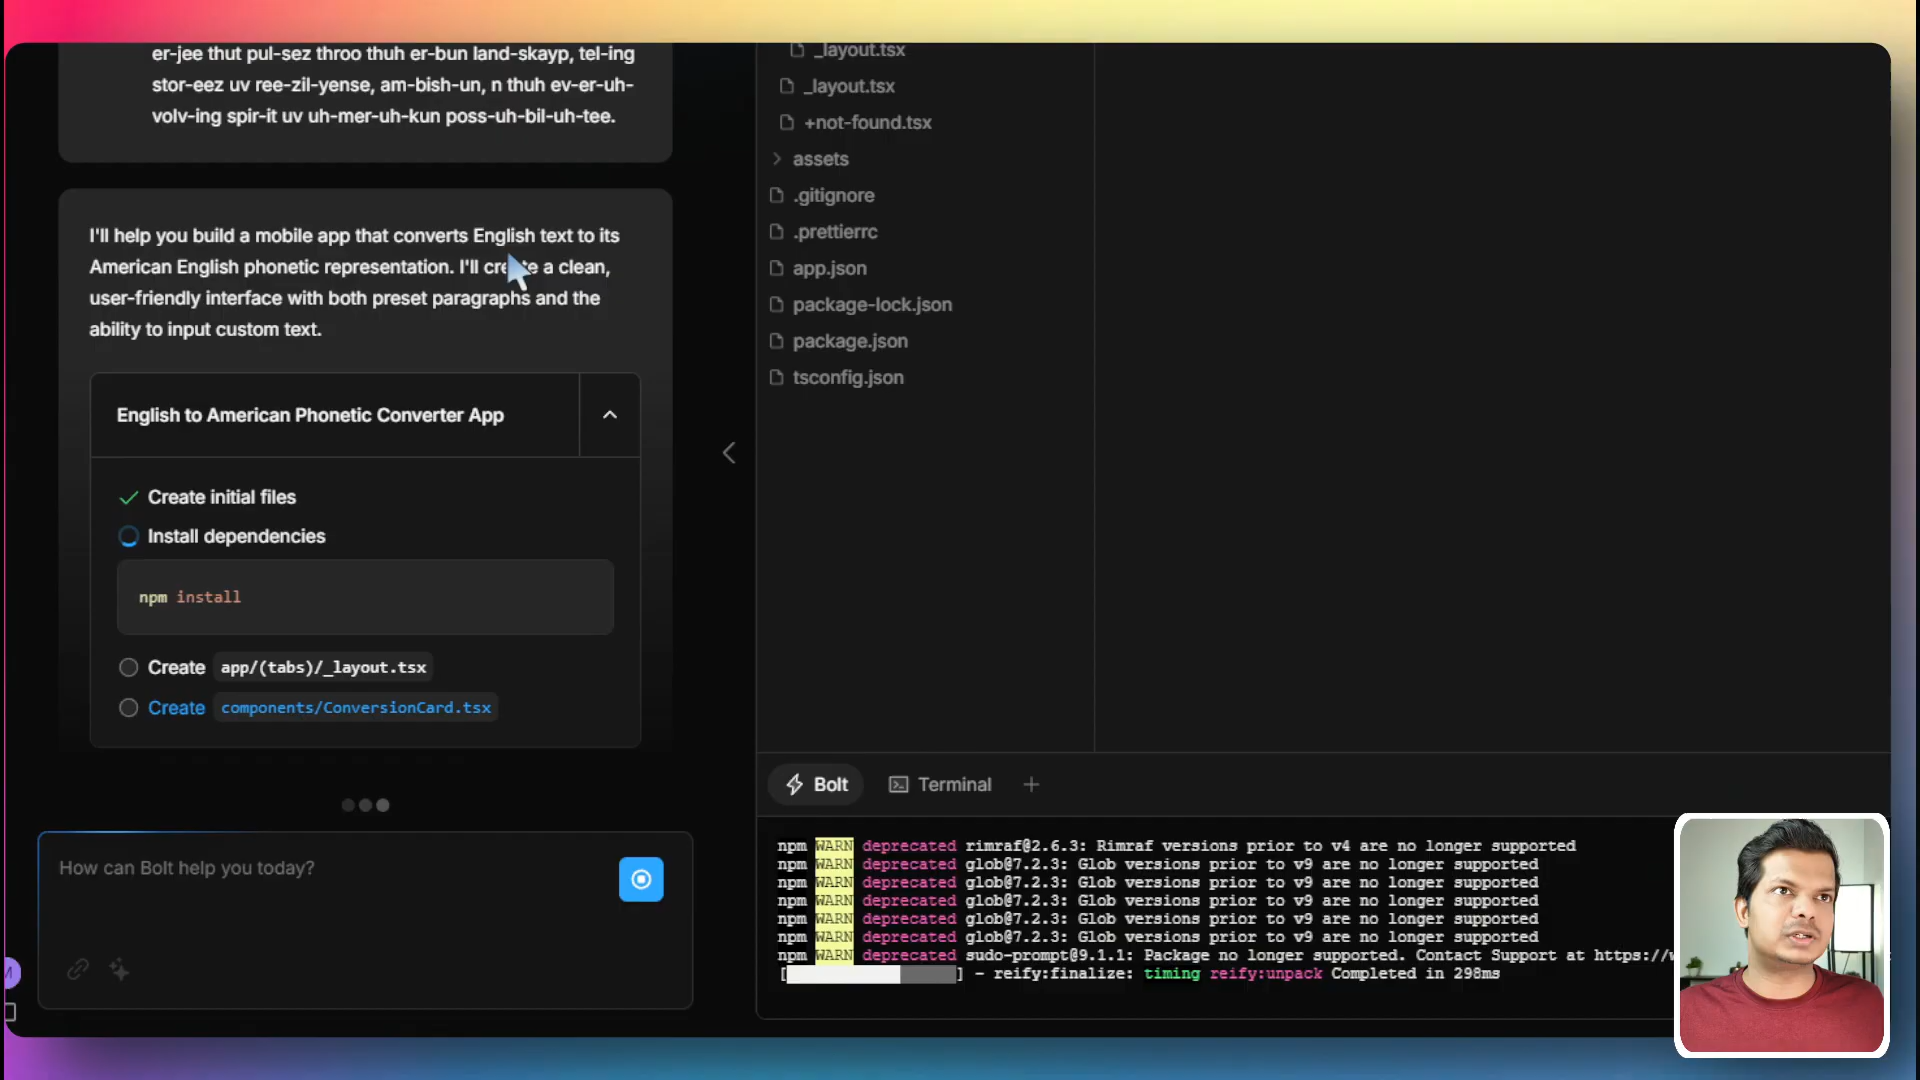 er-jee thut pul-sez throo thuh er-bun land-skayp, tel-ing
stor-eez uv ree-zil-yense, am-bish-un, n thuh ev-er-uh-
volv-ing spir-it uv uh-mer-uh-kun poss-uh-bil-uh-tee.
I'll help you build a mobile app that converts English text to its
American English phonetic representation. I'll create a clean,
user-friendly interface with both preset paragraphs and the
ability to input custom text.
English to American Phonetic Converter App
Create initial files
Install dependencies
npm install
Create app/(tabs)/_layout.tsx
Create components/ConversionCard.tsx
How can Bolt help you today?
_layout.tsx
_layout.tsx
+not-found.tsx
assets
.gitignore
.prettierrc
app.json
package-lock.json
package.json
tsconfig.json
Bolt
Terminal
npm WARN deprecated rimraf@2.6.3: Rimraf versions prior to v4 are no longer supported
npm WARN deprecated glob@7.2.3: Glob versions prior to v9 are no longer supported
npm WARN deprecated glob@7.2.3: Glob versions prior to v9 are no longer supported
npm WARN deprecated glob@7.2.3: Glob versions prior to v9 are no longer supported
npm WARN deprecated glob@7.2.3: Glob versions prior to v9 are no longer supported
npm WARN deprecated glob@7.2.3: Glob versions prior to v9 are no longer supported
npm WARN deprecated sudo-prompt@9.1.1: Package no longer supported. Contact Support at https://w
[ ] - reify:finalize: timing reify:unpack Completed in 298ms